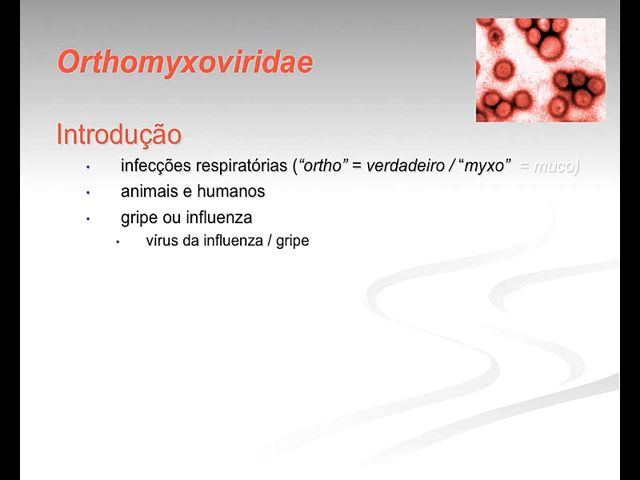 Orthomyxoviridae
Introdução
infecções respiratórias (“ortho” = verdadeiro / “myxo” = muco)
animais e humanos
gripe ou influenza
vírus da influenza / gripe